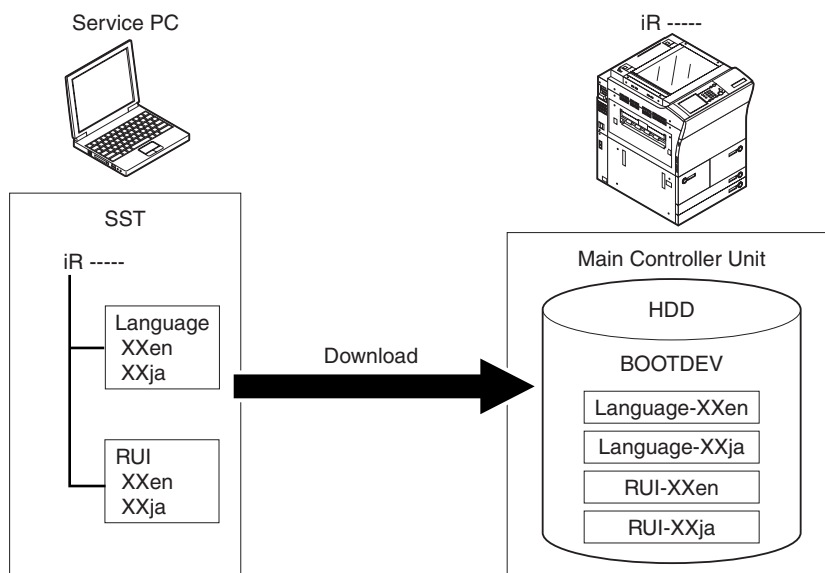 Service PC
iR -----
SST
iR -----
Language
XXen
XXja
RUI
XXen
XXja
Download
Main Controller Unit
HDD
BOOTDEV
Language-XXen
Language-XXja
RUI-XXen
RUI-XXja